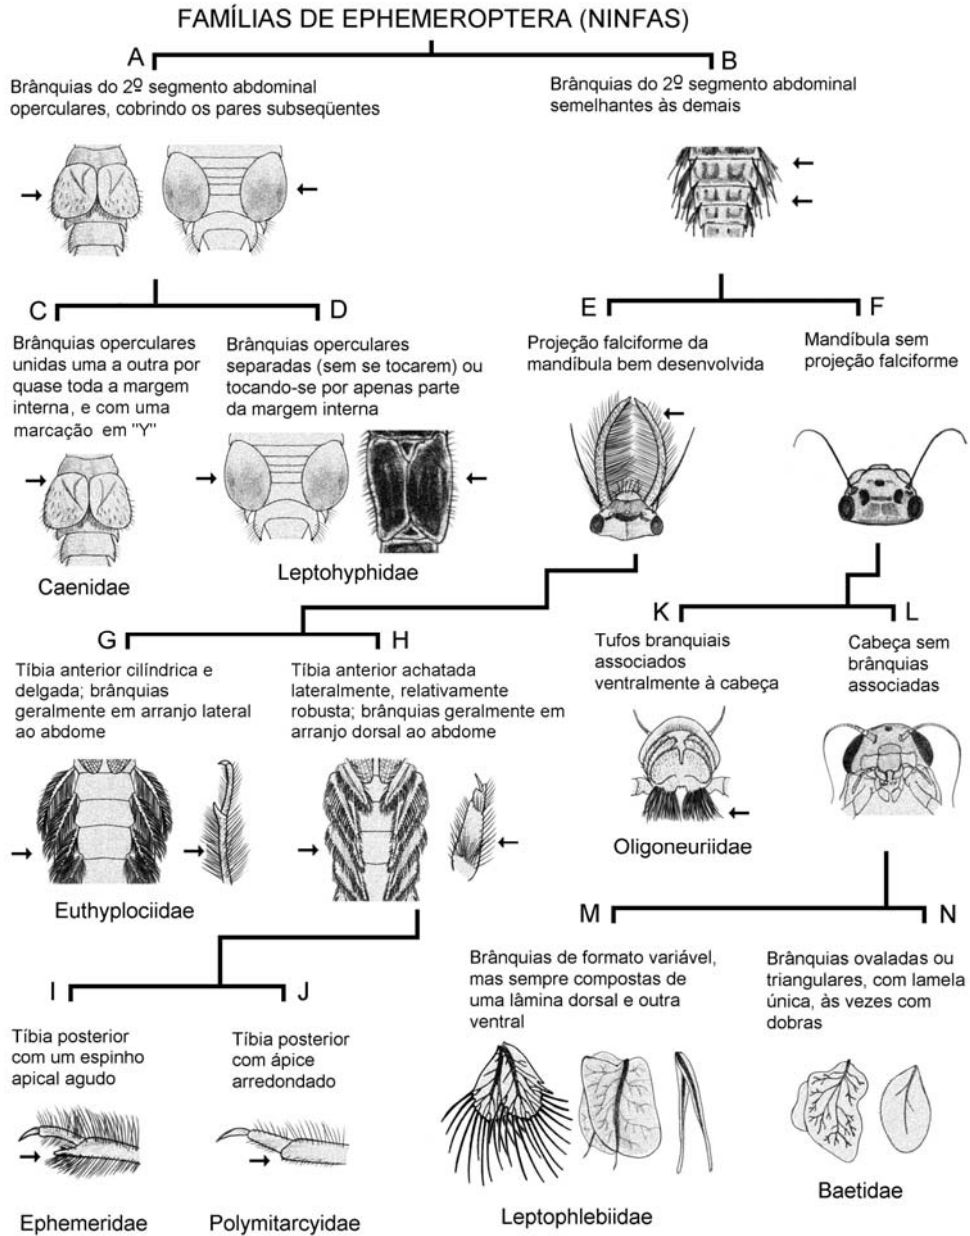 FAMÍLIAS DE EPHEMEROPTERA (NINFAS)
A
Brânquias do 2º segmento abdominal
operculares, cobrindo os pares subseqüentes
B
Brânquias do 2º segmento abdominal
semelhantes às demais
C
Brânquias operculares
unidas uma a outra por
quase toda a margem
interna, e com uma
marcação em "Y"
Caenidae
D
Brânquias operculares
separadas (sem se tocarem) ou
tocando-se por apenas parte
da margem interna
Leptohyphidae
E
Projeção falciforme da
mandíbula bem desenvolvida
F
Mandíbula sem
projeção falciforme
G
Tíbia anterior cilíndrica e
delgada; brânquias
geralmente em arranjo lateral
ao abdome
Euthyplociidae
H
Tíbia anterior achatada
lateralmente, relativamente
robusta; brânquias geralmente em
arranjo dorsal ao abdome
K
Tufos branquiais
associados
ventralmente à cabeça
Oligoneuriidae
L
Cabeça sem
brânquias
associadas
I
Tíbia posterior
com um espinho
apical agudo
Ephemeridae
J
Tíbia posterior
com ápice
arredondado
Polymitarcyidae
M
Brânquias de formato variável,
mas sempre compostas de
uma lâmina dorsal e outra
ventral
Leptophlebiidae
N
Brânquias ovaladas ou
triangulares, com lamela
única, às vezes com
dobras
Baetidae